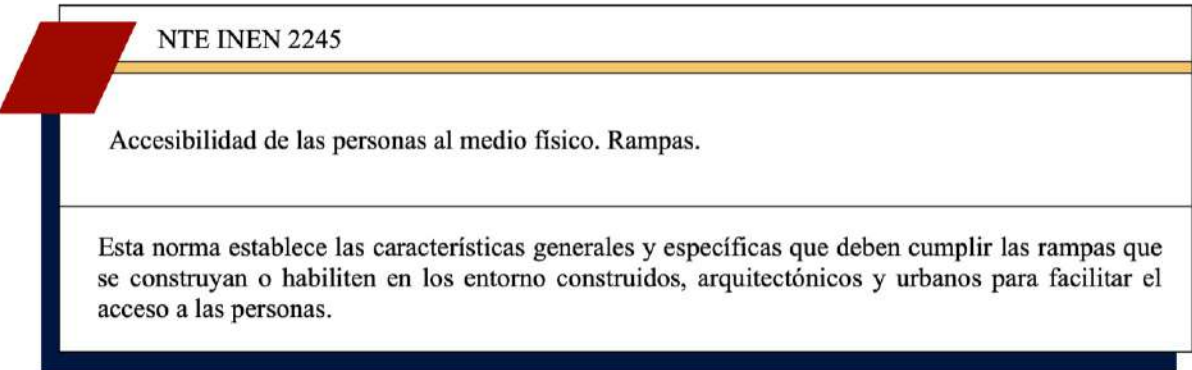 NTE INEN 2245
Accesibilidad de las personas al medio físico. Rampas.
Esta norma establece las características generales y específicas que deben cumplir las rampas que
se construyan o habiliten en los entorno construidos, arquitectónicos y urbanos para facilitar el
acceso a las personas.